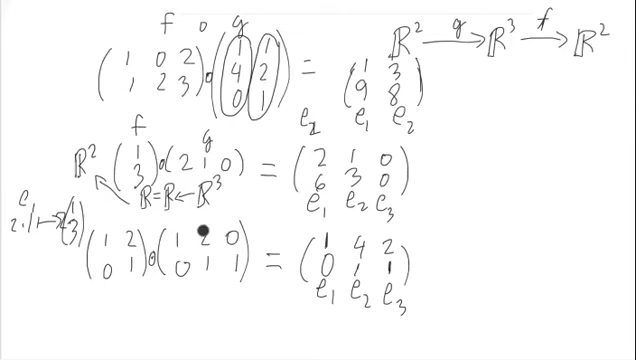 f o g
ℝ² —g→ ℝ³ —f→ ℝ²
( 1 0 2 ) ∘ ( 1 1 ) = ( 1 3 )
( 1 2 3 ) ( 4 2 ) ( 9 8 )
( 0 1 ) e₂ e₁ e₂
f g
ℝ² ( 1 ) ∘ ( 2 1 0 ) = ( 2 1 0 )
( 3 ) ℝ = ℝ ← ℝ³ ( 6 3 0 )
e₁ e₂ e₃
( 1 )
( 3 )
( 1 2 ) ∘ ( 1 2 0 ) = ( 1 4 2 )
( 0 1 ) ( 0 1 1 ) ( 0 1 1 )
e₁ e₂ e₃